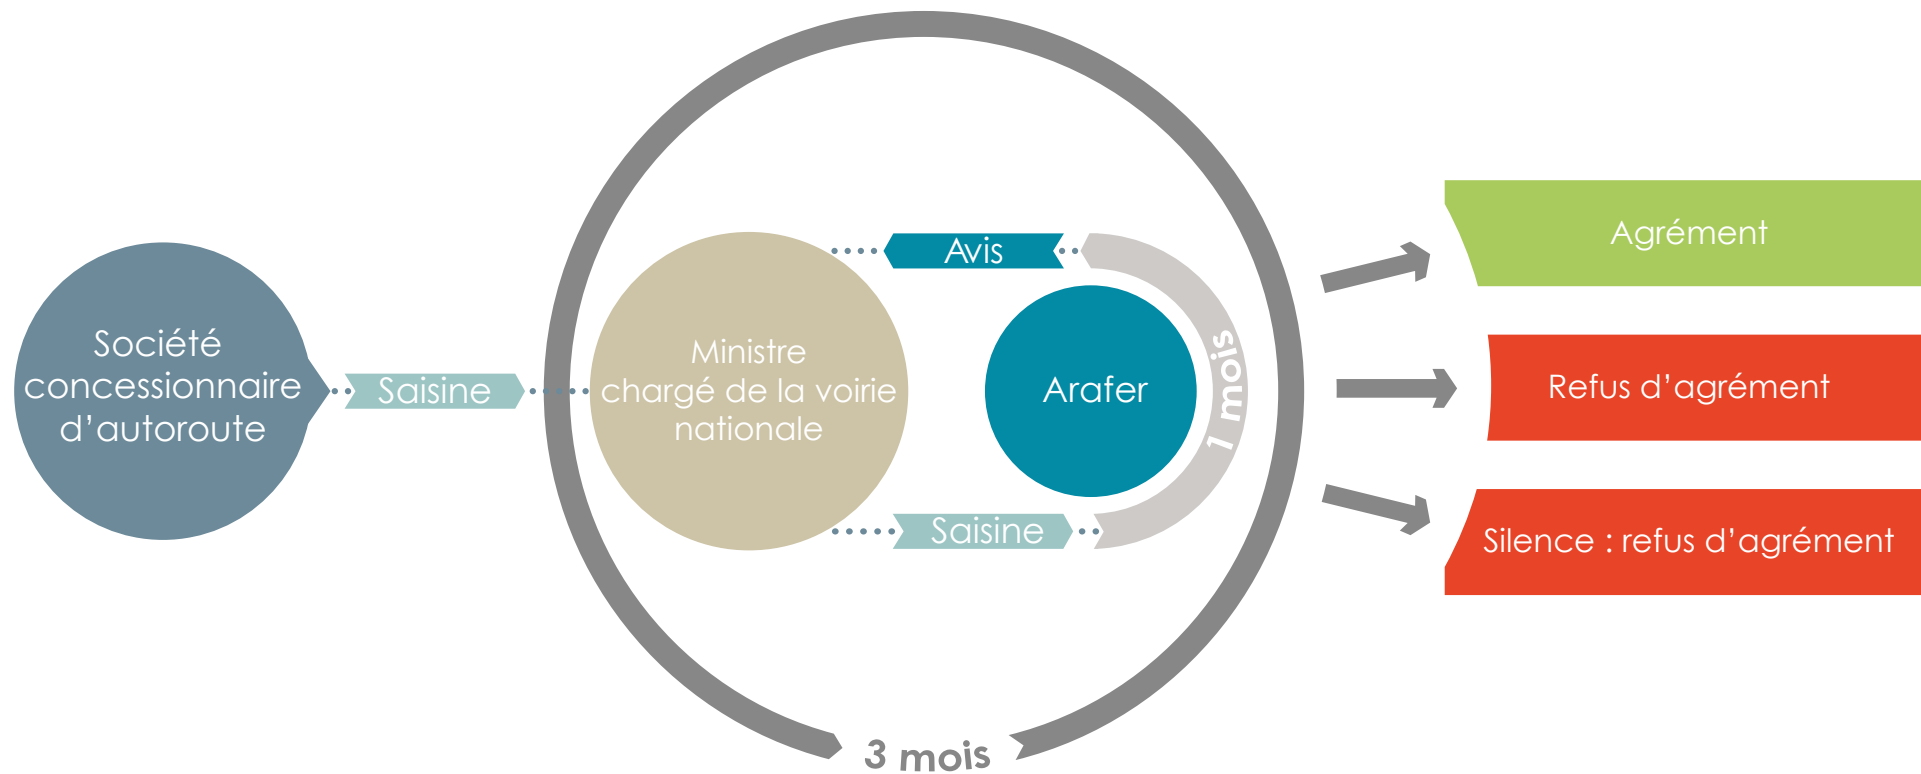 Société
concessionnaire
d’autoroute
Saisine
Ministre
chargé de la voirie
nationale
Avis
Arafer
1 mois
Saisine
3 mois
Agrément
Refus d’agrément
Silence : refus d’agrément